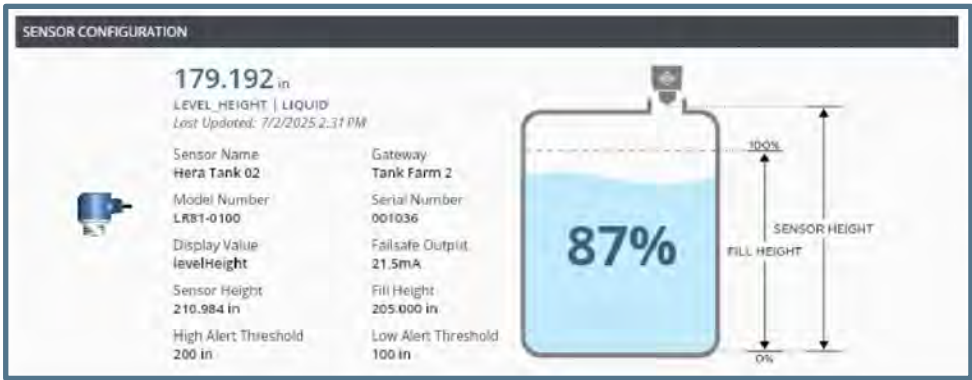 SENSOR CONFIGURATION
179.192 in
LEVEL_HEIGHT | LIQUID
Last Updated: 7/2/2025 2:31 PM
Sensor Name
Hera Tank 02
Gateway
Tank Farm 2
Model Number
LR81-0100
Serial Number
001036
Display Value
levelHeight
Failsafe Output
21.5mA
Sensor Height
210.984 in
Fill Height
205.000 in
High Alert Threshold
200 in
Low Alert Threshold
100 in
87%
100%
SENSOR HEIGHT
FILL HEIGHT
0%